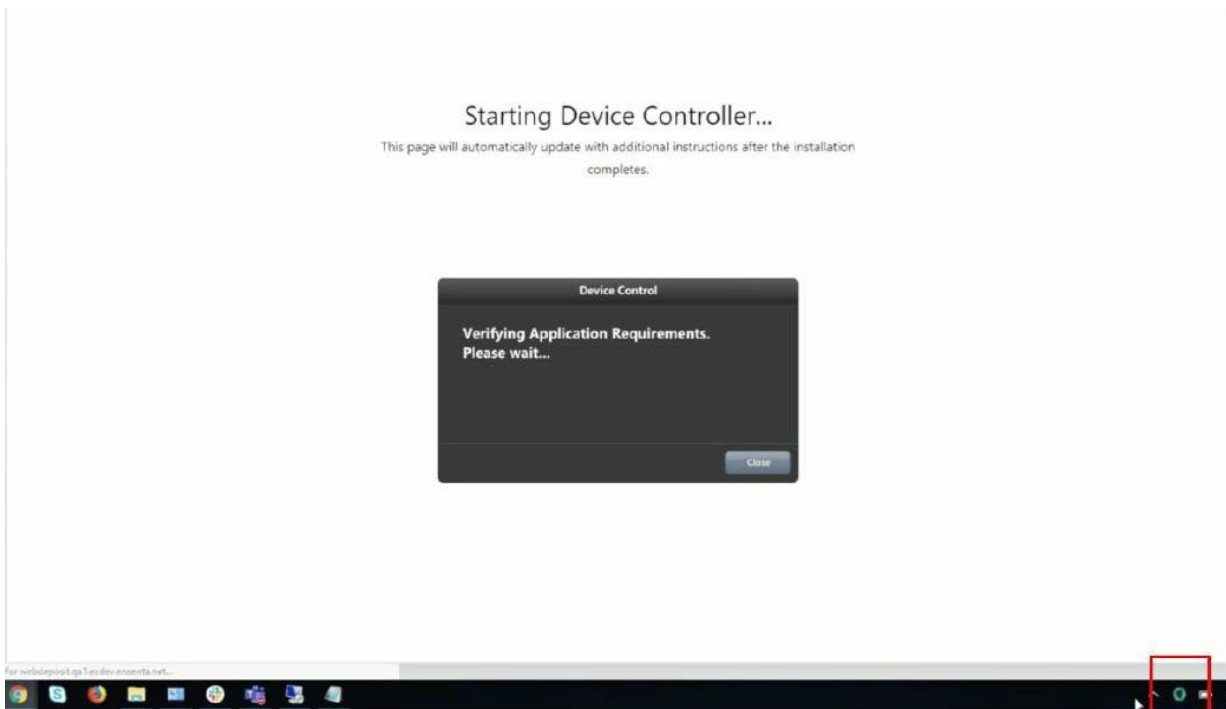 Starting Device Controller...
This page will automatically update with additional instructions after the installation
completes.
Device Control
Verifying Application Requirements.
Please wait...
Close